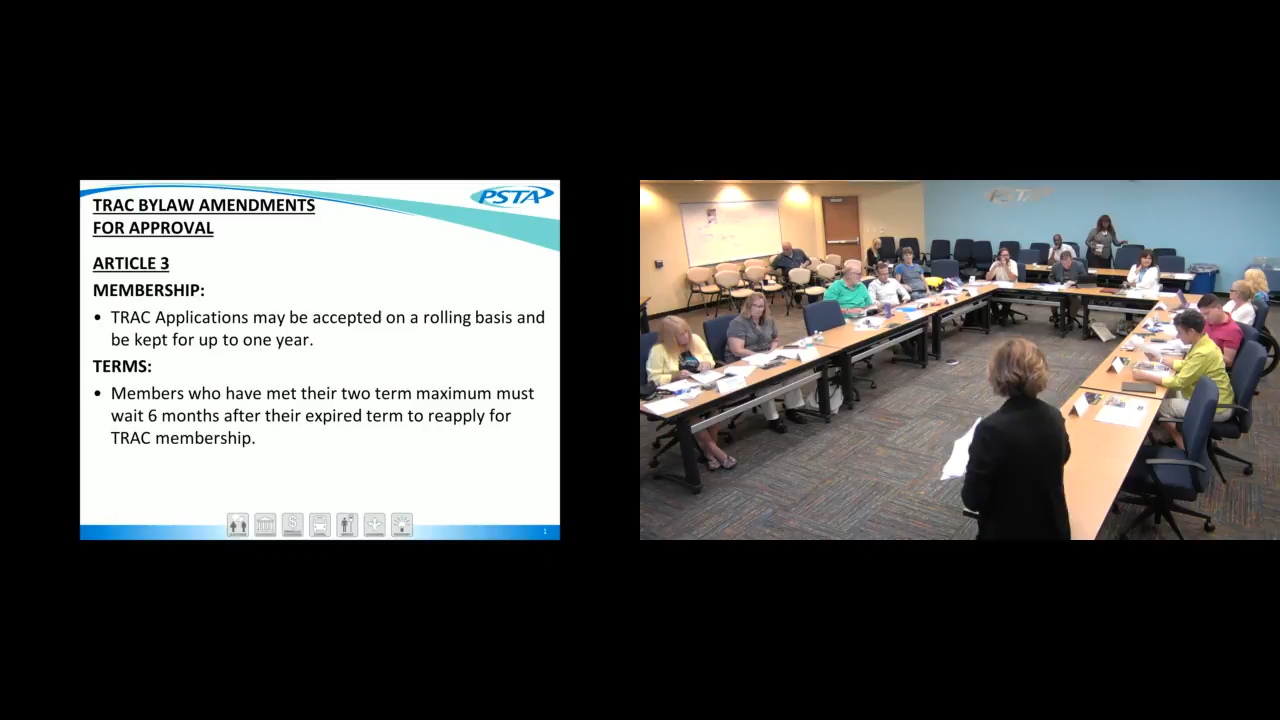 PSTA
TRAC BYLAW AMENDMENTS
FOR APPROVAL
ARTICLE 3
MEMBERSHIP:
• TRAC Applications may be accepted on a rolling basis and
be kept for up to one year.
TERMS:
• Members who have met their two term maximum must
wait 6 months after their expired term to reapply for
TRAC membership.
1
PSTA